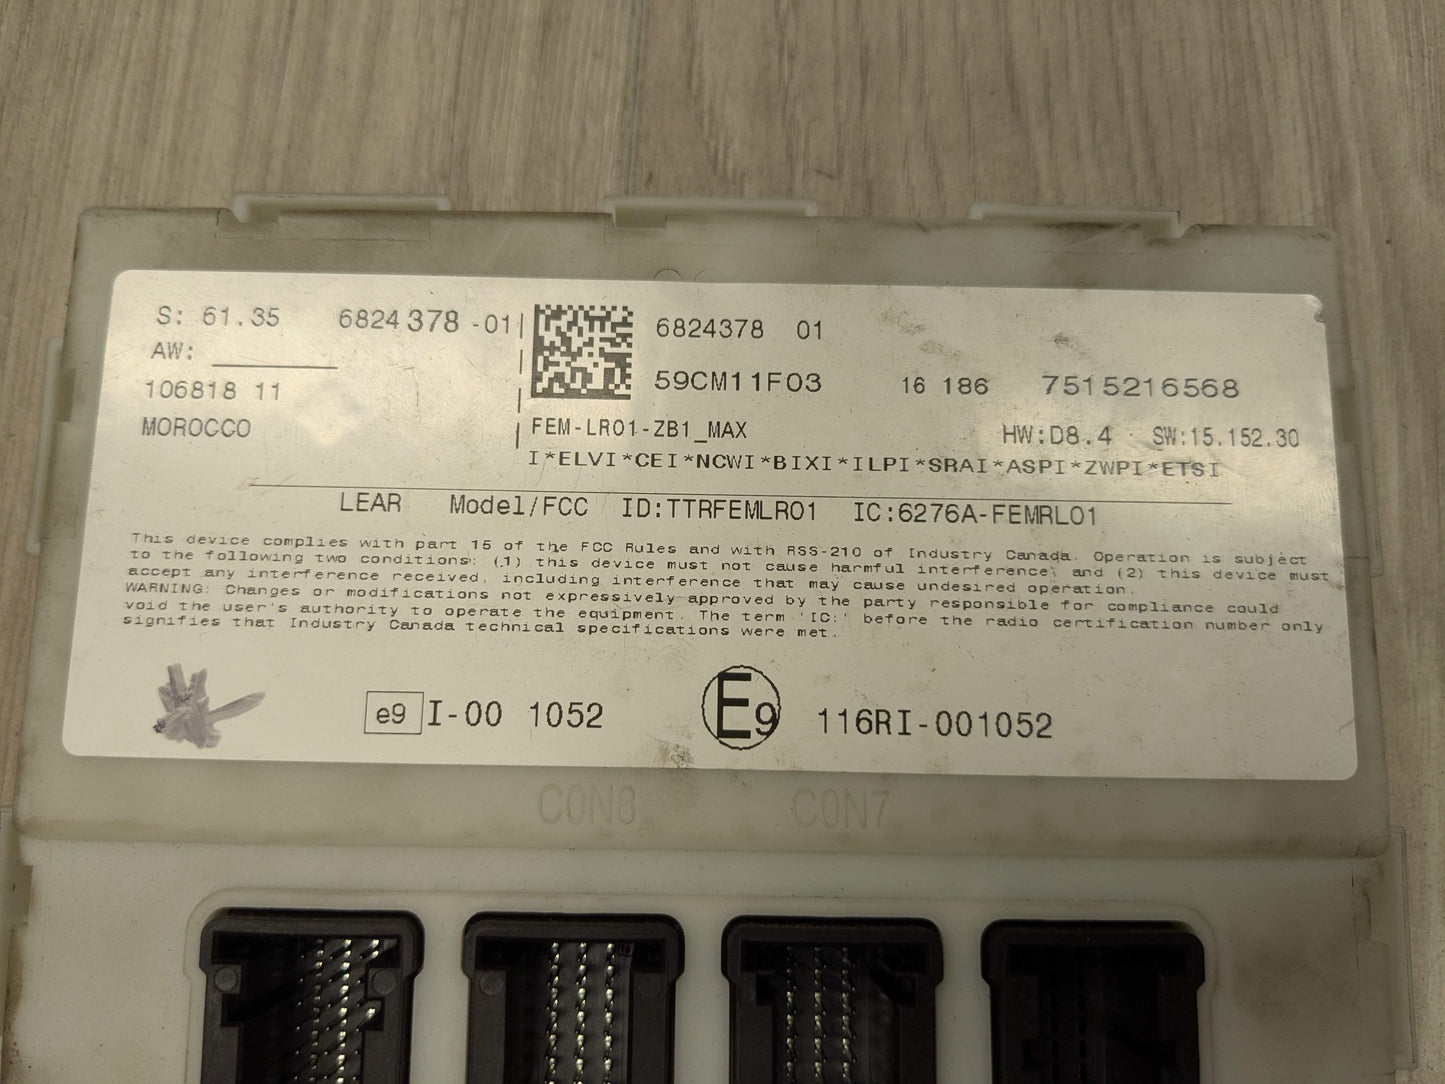 S: 61.35 6824378 -01
AW:
106818 11
MOROCCO
6824378 01
59CM11F03 16 186 7515216568
FEM-LR01-ZB1_MAX HW:D8.4 SW:15.152.30
I*ELVI*CEI*NCWI*BIXI*ILPI*SRAI*ASPI*ZWPI*ETSI
LEAR Model/FCC ID:TTRFEMLR01 IC:6276A-FEMRL01
This device complies with part 15 of the FCC Rules and with RSS-210 of Industry Canada. Operation is subject
to the following two conditions: (1) this device must not cause harmful interference, and (2) this device must
accept any interference received, including interference that may cause undesired operation.
WARNING: Changes or modifications not expressively approved by the party responsible for compliance could
void the user's authority to operate the equipment. The term 'IC:' before the radio certification number only
signifies that Industry Canada technical specifications were met.
e9 I-00 1052 E9 116RI-001052
CON8 CON7